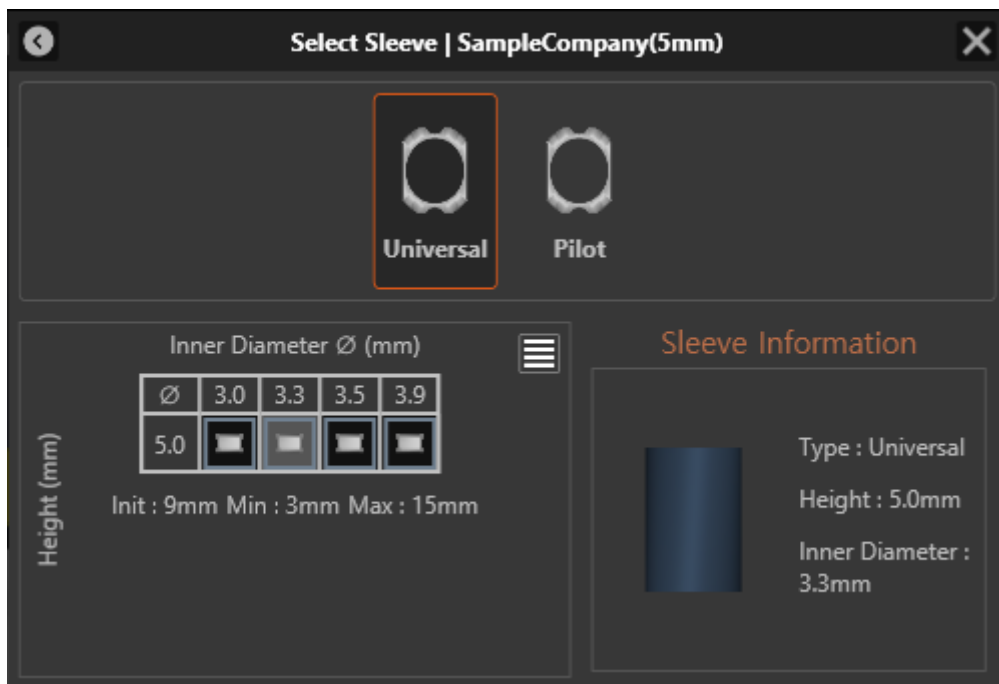 Select Sleeve | SampleCompany(5mm)
Universal
Pilot
Inner Diameter Ø (mm)
Ø 3.0 3.3 3.5 3.9
Height (mm)
5.0
Init : 9mm Min : 3mm Max : 15mm
Sleeve Information
Type : Universal
Height : 5.0mm
Inner Diameter :
3.3mm